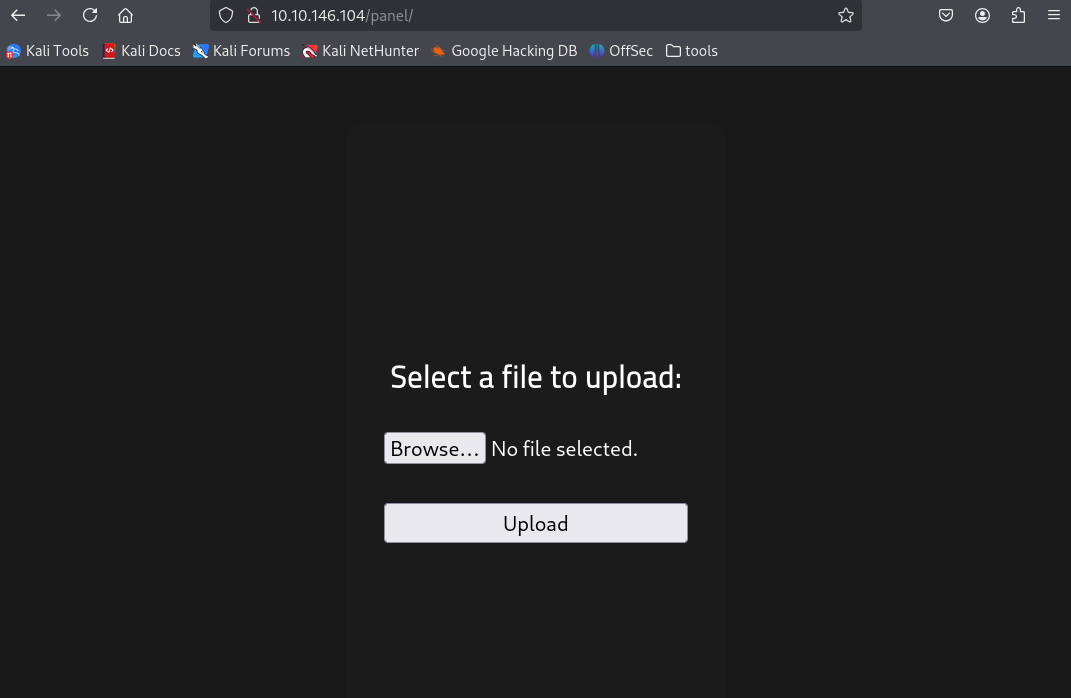 10.10.146.104/panel/
Kali Tools Kali Docs Kali Forums Kali NetHunter Google Hacking DB OffSec tools
Select a file to upload:
Browse... No file selected.
Upload